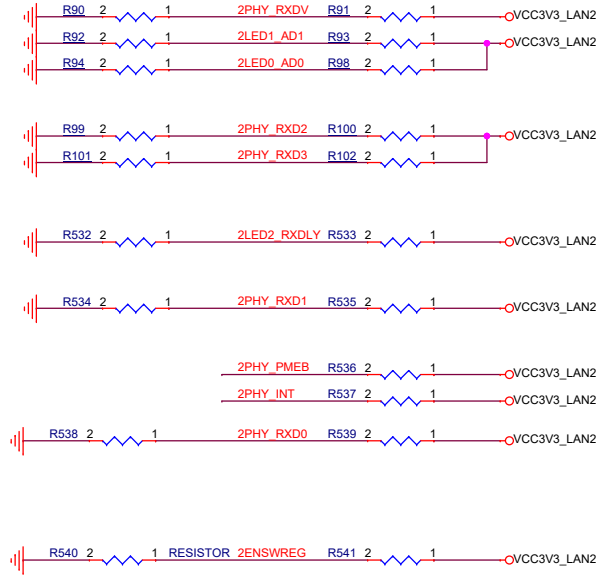 R90 2 1 2PHY_RXDV R91 2 1 VCC3V3_LAN2
R92 2 1 2LED1_AD1 R93 2 1 VCC3V3_LAN2
R94 2 1 2LED0_AD0 R98 2 1
R99 2 1 2PHY_RXD2 R100 2 1 VCC3V3_LAN2
R101 2 1 2PHY_RXD3 R102 2 1
R532 2 1 2LED2_RXDLY R533 2 1 VCC3V3_LAN2
R534 2 1 2PHY_RXD1 R535 2 1 VCC3V3_LAN2
2PHY_PMEB R536 2 1 VCC3V3_LAN2
2PHY_INT R537 2 1 VCC3V3_LAN2
R538 2 1 2PHY_RXD0 R539 2 1 VCC3V3_LAN2
R540 2 1 RESISTOR 2ENSWREG R541 2 1 VCC3V3_LAN2